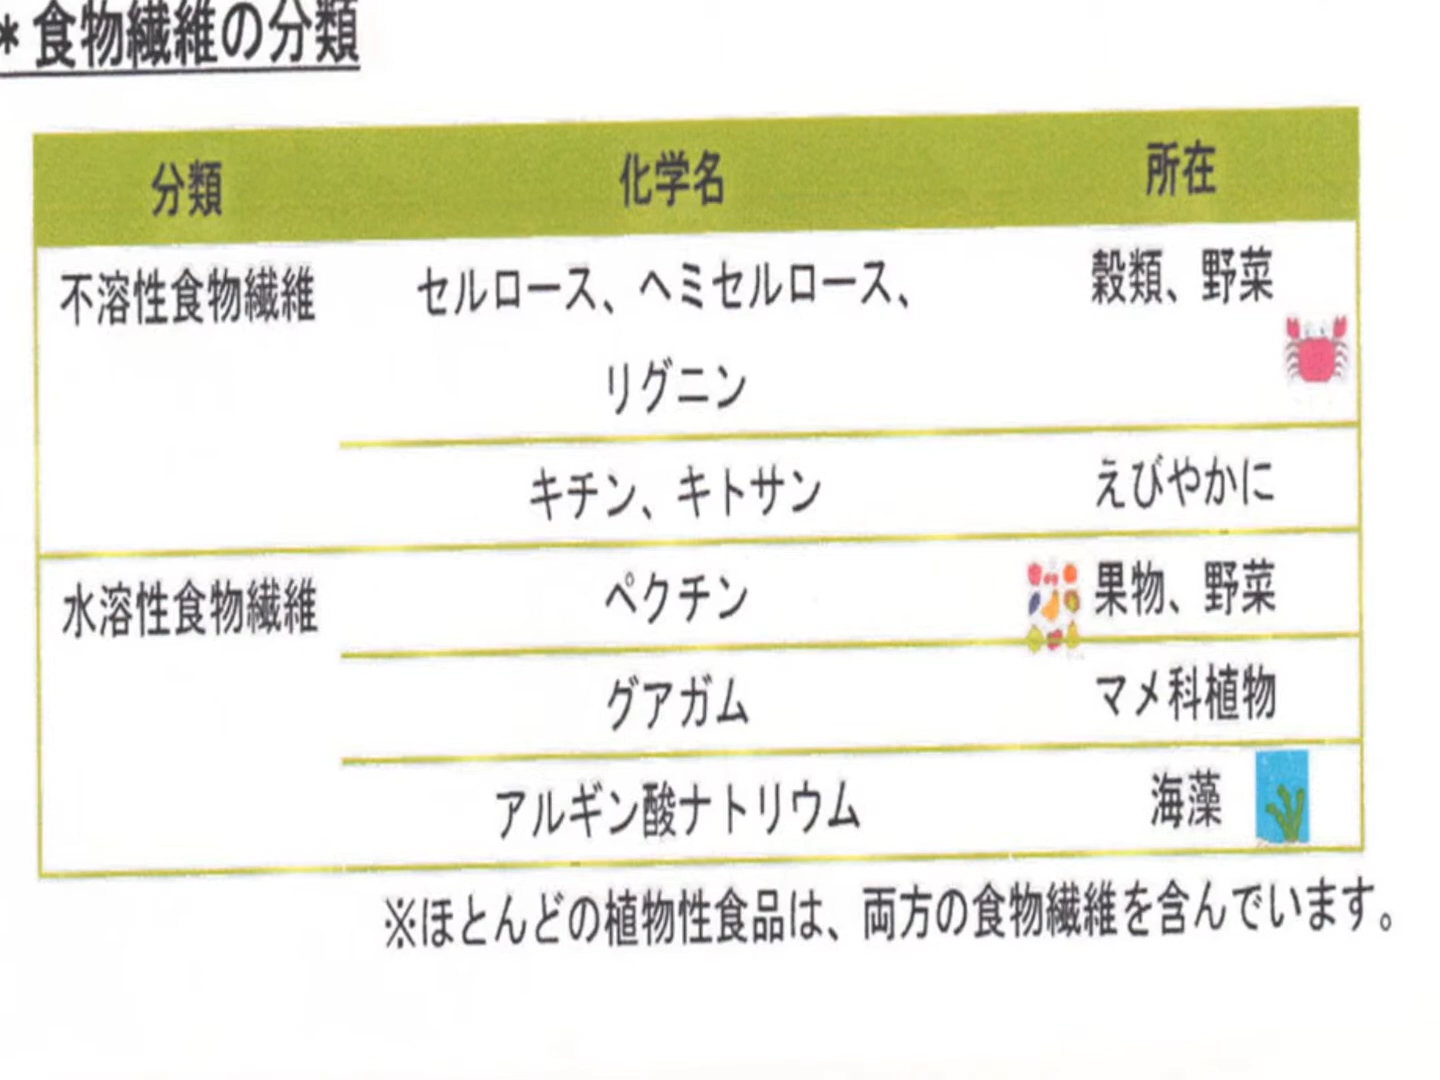 *食物繊維の分類
分類 化学名 所在
不溶性食物繊維 セルロース、ヘミセルロース、 穀類、野菜
リグニン
キチン、キトサン えびやかに
水溶性食物繊維 ペクチン 果物、野菜
グアガム マメ科植物
アルギン酸ナトリウム 海藻
※ほとんどの植物性食品は、両方の食物繊維を含んでいます。